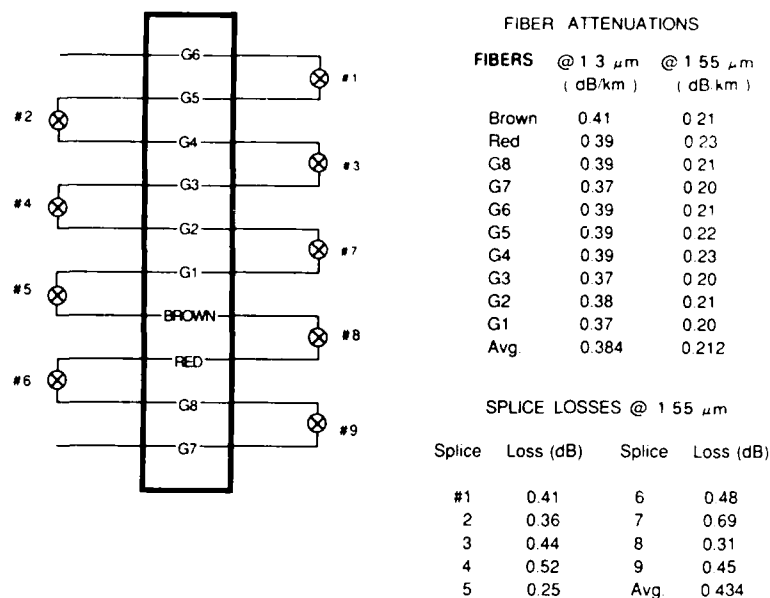 G6
#1
G5
#2
G4
#3
G3
#4
G2
#7
G1
#5
BROWN
#8
RED
#6
G8
#9
G7
FIBER ATTENUATIONS
FIBERS @ 1 3 μm @ 1 55 μm
( dB/km ) ( dB.km )
Brown 0.41 0.21
Red 0.39 0.23
G8 0.39 0.21
G7 0.37 0.20
G6 0.39 0.21
G5 0.39 0.22
G4 0.39 0.23
G3 0.37 0.20
G2 0.38 0.21
G1 0.37 0.20
Avg. 0.384 0.212
SPLICE LOSSES @ 1 55 μm
Splice Loss (dB) Splice Loss (dB)
#1 0.41 6 0.48
2 0.36 7 0.69
3 0.44 8 0.31
4 0.52 9 0.45
5 0.25 Avg. 0 434